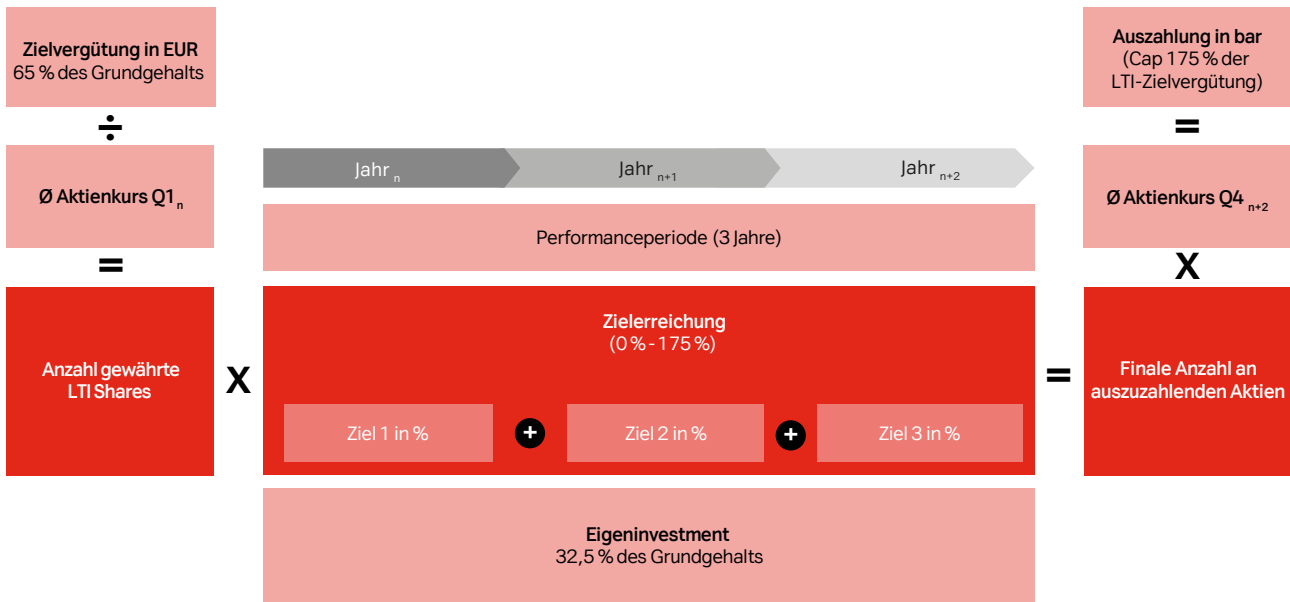 Zielvergütung in EUR
65 % des Grundgehalts
÷
Ø Aktienkurs Q1 n
=
Anzahl gewährte
LTI Shares
X
Jahr n
Jahr n+1
Jahr n+2
Performanceperiode (3 Jahre)
Zielerreichung
(0 % - 175 %)
Ziel 1 in %
+
Ziel 2 in %
+
Ziel 3 in %
Eigeninvestment
32,5 % des Grundgehalts
=
Auszahlung in bar
(Cap 175 % der
LTI-Zielvergütung)
=
Ø Aktienkurs Q4 n+2
X
Finale Anzahl an
auszuzahlenden Aktien